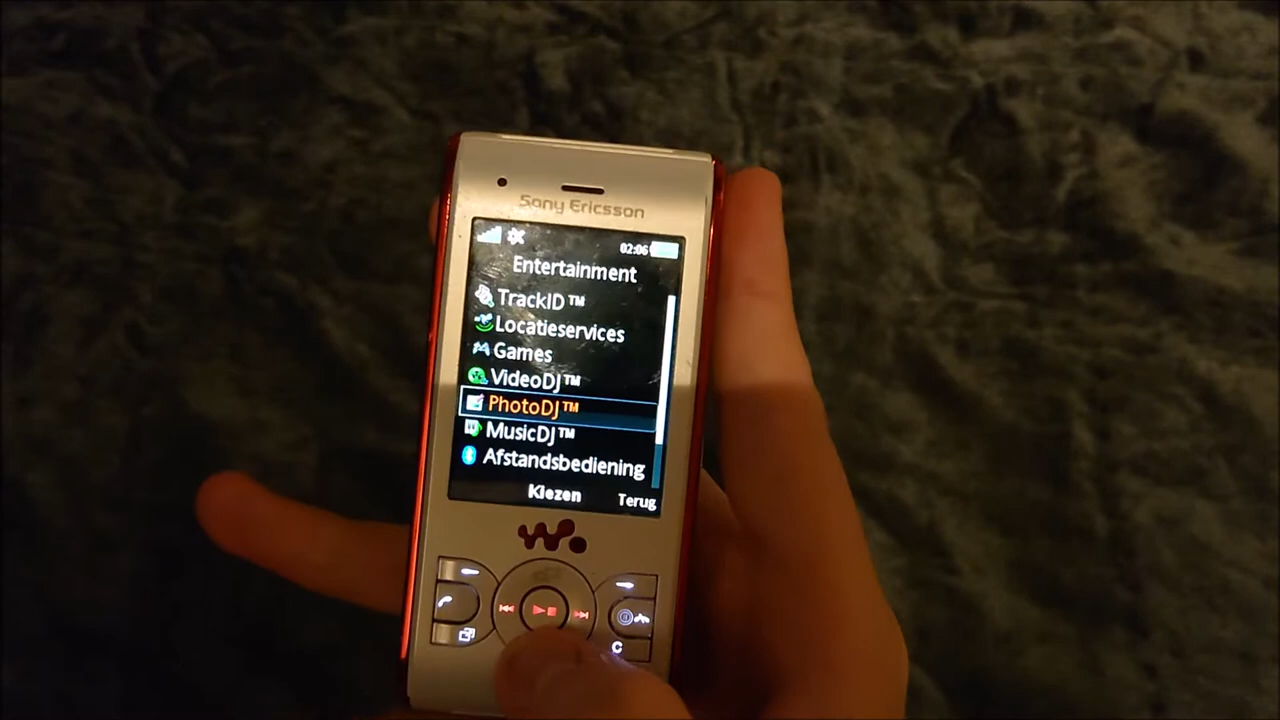 Sony Ericsson
02:06
Entertainment
TrackID™
Locatieservices
Games
VideoDJ™
PhotoDJ™
MusicDJ™
Afstandsbediening
Kiezen Terug
C